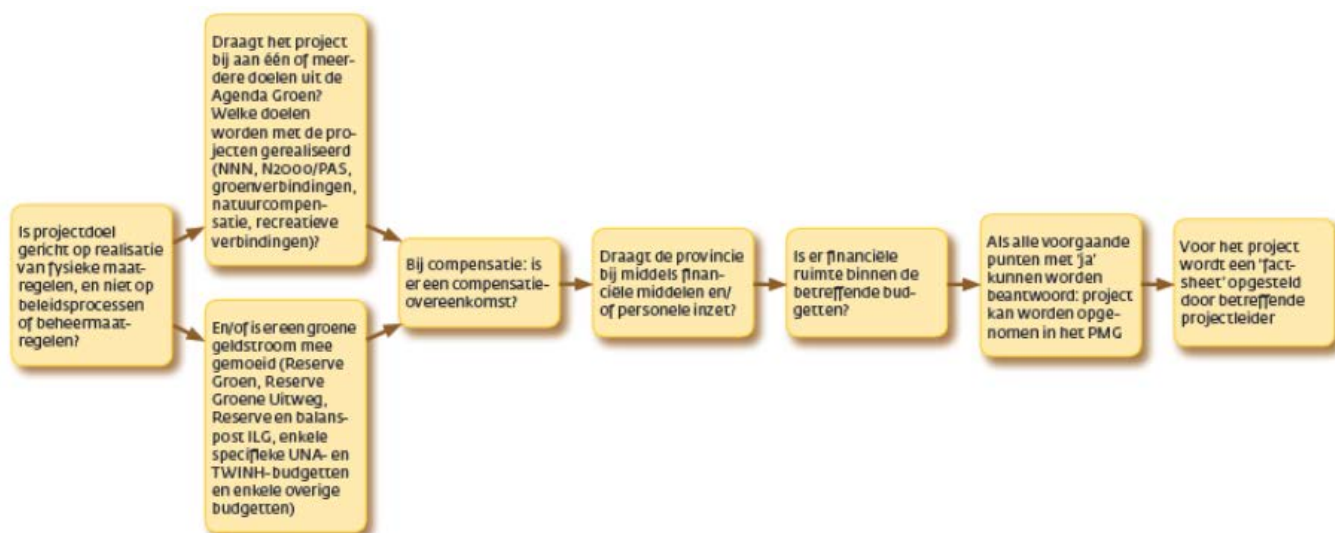 Is projectdoel
gericht op realisatie
van fysieke maat-
regelen, en niet op
beleidsprocessen
of beheermaat-
regelen?
Draagt het project
bij aan één of meer-
dere doelen uit de
Agenda Groen?
Welke doelen
worden met de pro-
jecten gerealiseerd
(NNN, N2000/PAS,
groenverbindingen,
natuurcompen-
satie, recreatieve
verbindingen)?
En/of is er een groene
geldstroom mee
gemoeid (Reserve
Groen, Reserve
Groene Uitweg,
Reserve en balans-
post ILG, enkele
specifieke UNA- en
TWINH-budgetten
en enkele overige
budgetten)
Bij compensatie: is
er een compensatie-
overeenkomst?
Draagt de provincie
bij middels finan-
ciële middelen en/
of personele inzet?
Is er financiële
ruimte binnen de
betreffende bud-
getten?
Als alle voorgaande
punten met 'ja'
kunnen worden
beantwoord: project
kan worden opge-
nomen in het PMG
Voor het project
wordt een 'fact-
sheet' opgesteld
door betreffende
projectleider